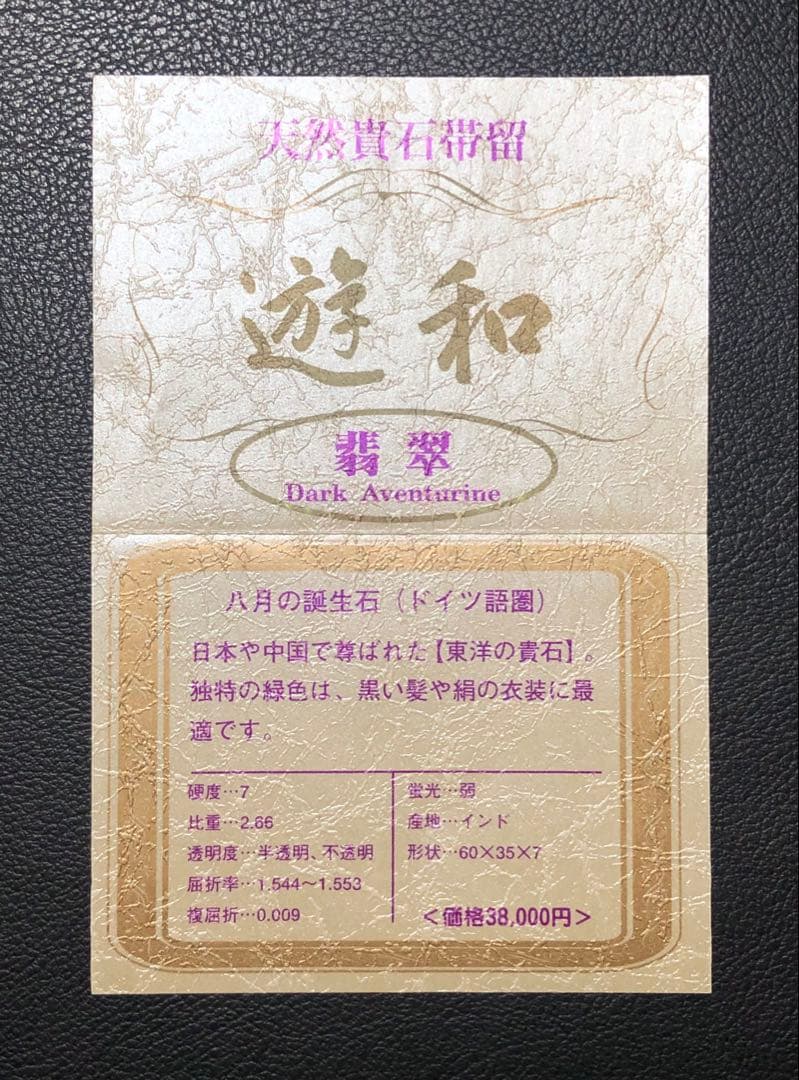 天然貴石帯留
遊和
翡翠
Dark Aventurine
八月の誕生石（ドイツ語圏）
日本や中国で尊ばれた【東洋の貴石】。
独特の緑色は、黒い髪や絹の衣装に最
適です。
硬度…7
比重…2.66
透明度…半透明、不透明
屈折率…1.544〜1.553
複屈折…0.009
蛍光…弱
産地…インド
形状…60×35×7
＜価格38,000円＞